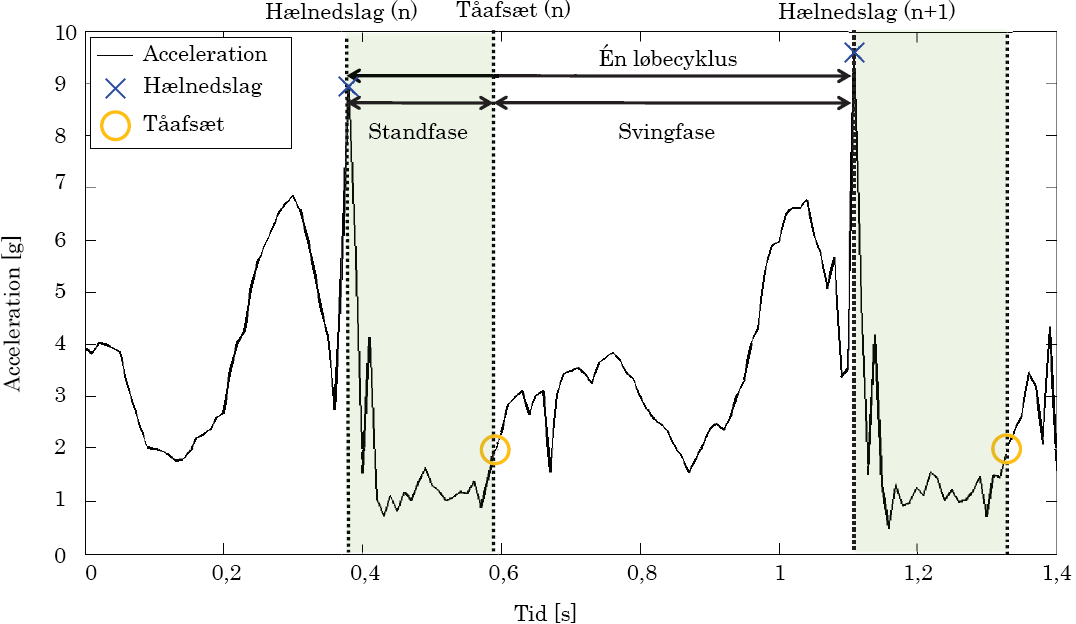 Hælnedslag (n)
Tåafsæt (n)
Hælnedslag (n+1)
Acceleration
Hælnedslag
Tåafsæt
Én løbecyklus
Standfase
Svingfase
Acceleration [g]
10
9
8
7
6
5
4
3
2
1
0
0 0,2 0,4 0,6 0,8 1 1,2 1,4
Tid [s]